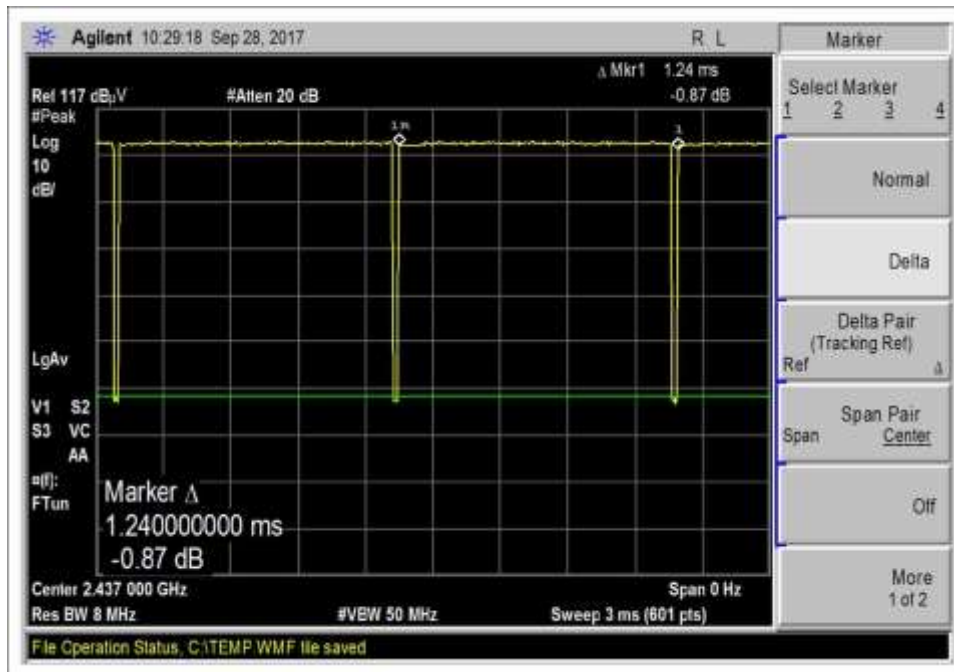 Agilent 10:29:18 Sep 28, 2017 R L
Δ Mkr1 1.24 ms
Ref 117 dBµV #Atten 20 dB -0.87 dB
#Peak
Log
10
dB/
1R
1
LgAv
V1 S2
S3 VC
AA
¤(f):
FTun
Marker Δ
1.240000000 ms
-0.87 dB
Center 2.437 000 GHz Span 0 Hz
Res BW 8 MHz #VBW 50 MHz Sweep 3 ms (601 pts)
File Operation Status, C:\TEMP.WMF file saved
Marker
Select Marker
1 2 3 4
Normal
Delta
Delta Pair
(Tracking Ref)
Ref Δ
Span Pair
Span Center
Off
More
1 of 2